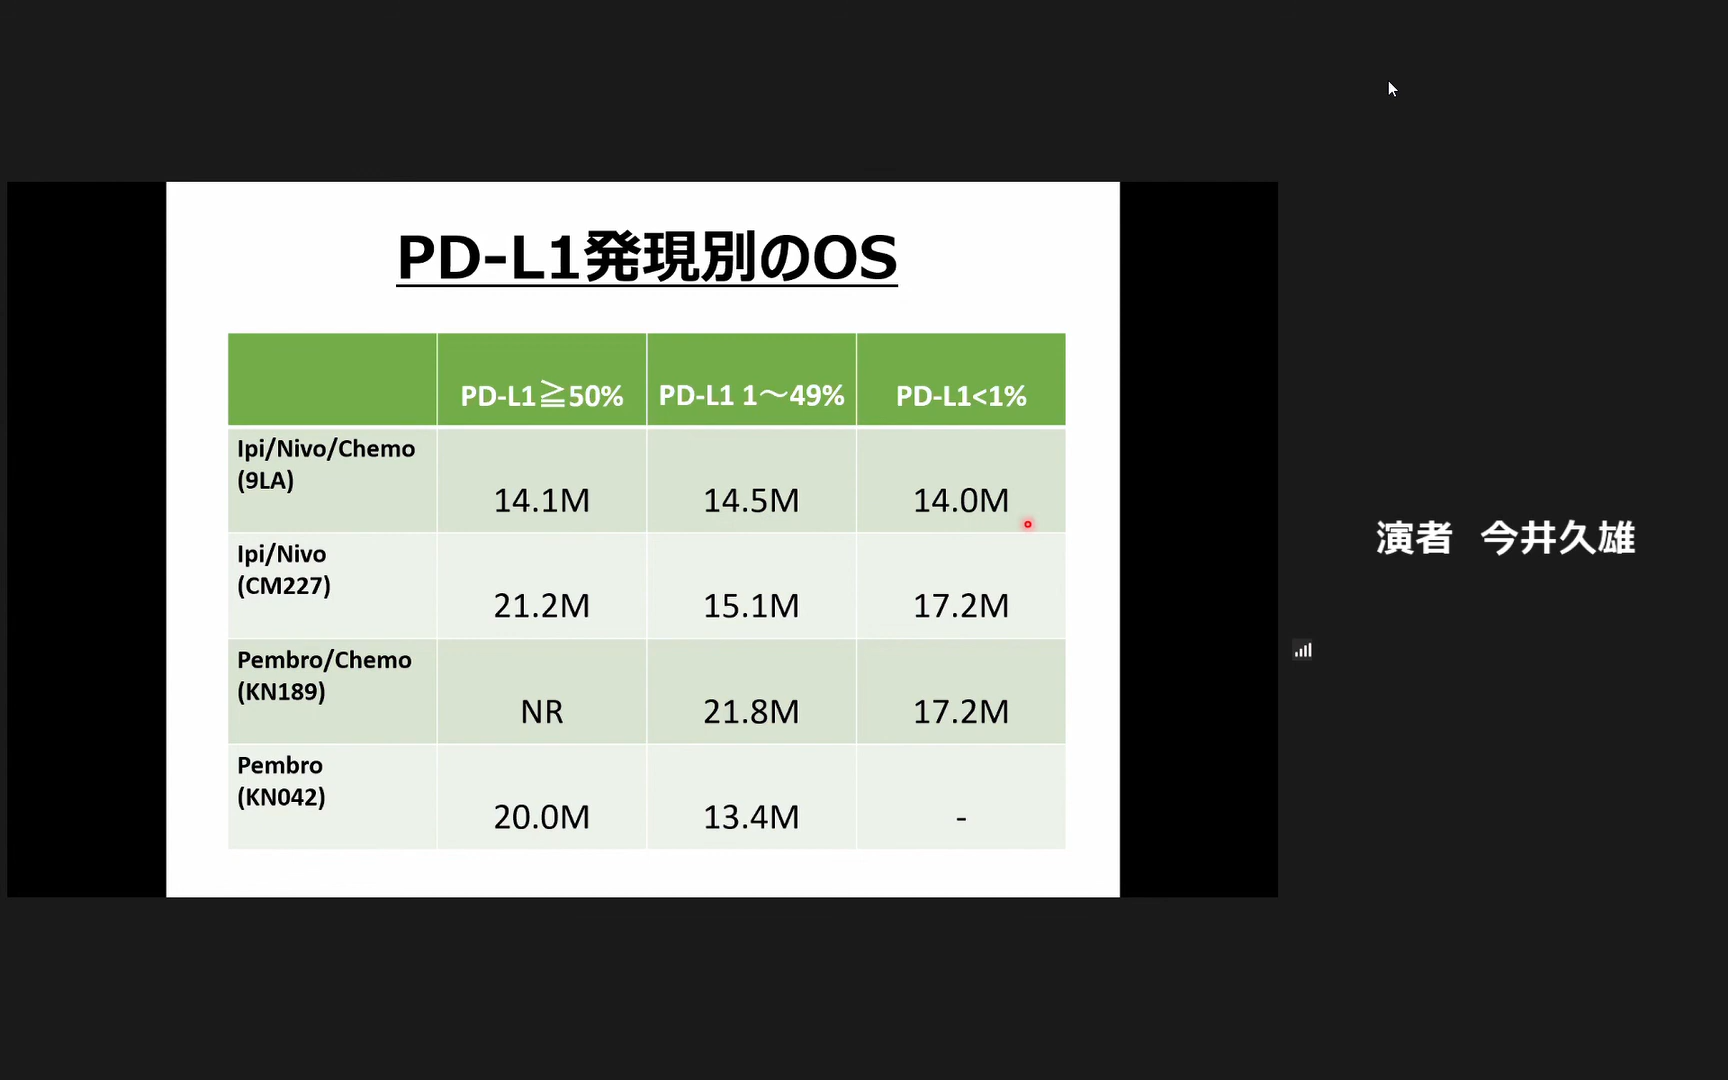 PD-L1発現別のOS
PD-L1≧50% PD-L1 1～49% PD-L1<1%
Ipi/Nivo/Chemo
(9LA)
14.1M 14.5M 14.0M
Ipi/Nivo
(CM227)
21.2M 15.1M 17.2M
Pembro/Chemo
(KN189)
NR 21.8M 17.2M
Pembro
(KN042)
20.0M 13.4M -
演者 今井久雄